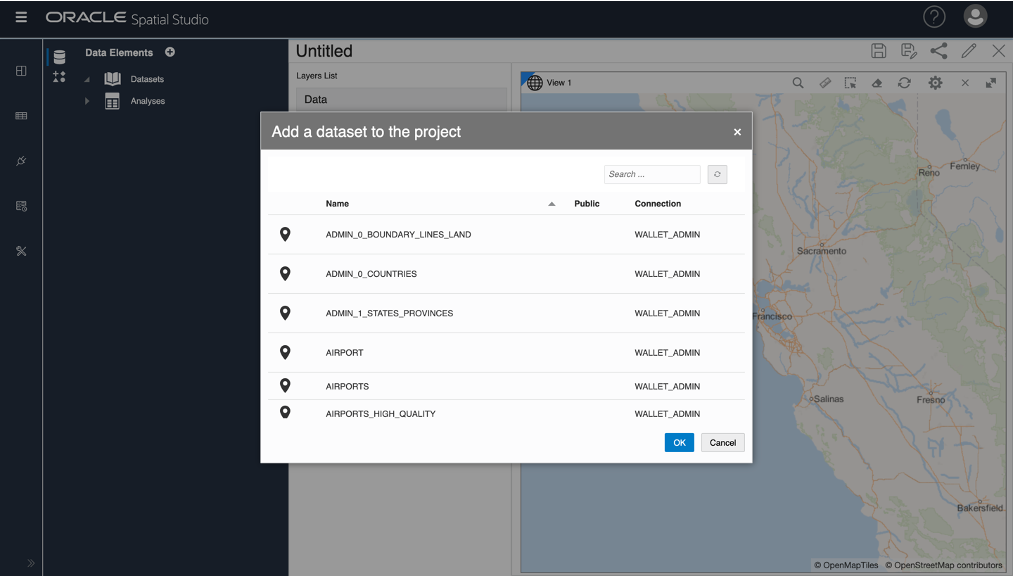 ORACLE Spatial Studio
?
Data Elements
Datasets
Analyses
Untitled
Layers List
Data
View 1
Add a dataset to the project
Search ...
Name Public Connection
ADMIN_0_BOUNDARY_LINES_LAND WALLET_ADMIN
ADMIN_0_COUNTRIES WALLET_ADMIN
ADMIN_1_STATES_PROVINCES WALLET_ADMIN
AIRPORT WALLET_ADMIN
AIRPORTS WALLET_ADMIN
AIRPORTS_HIGH_QUALITY WALLET_ADMIN
OK Cancel
Reno
Fernley
Sacramento
Francisco
Salinas
Fresno
Bakersfield
© OpenMapTiles © OpenStreetMap contributors